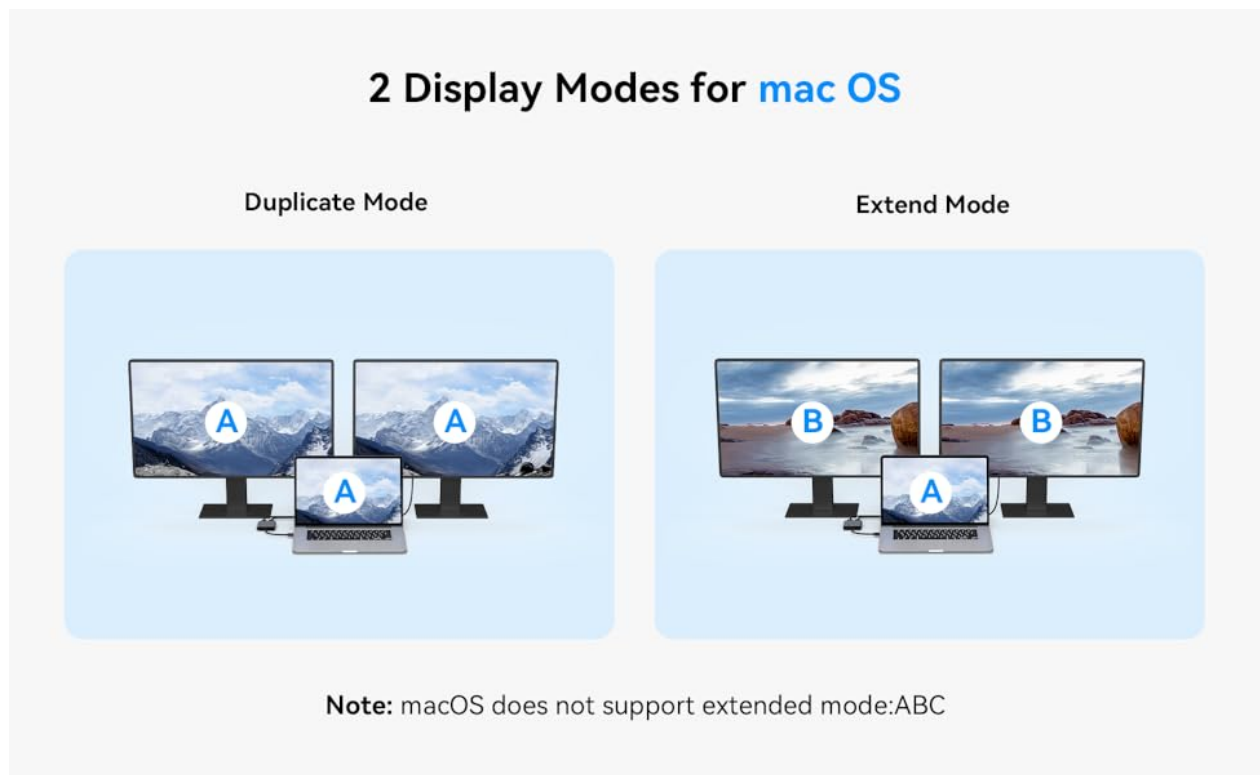 2 Display Modes for mac OS
Duplicate Mode
Extend Mode
A
A
A
B
B
A
Note: macOS does not support extended mode:ABC